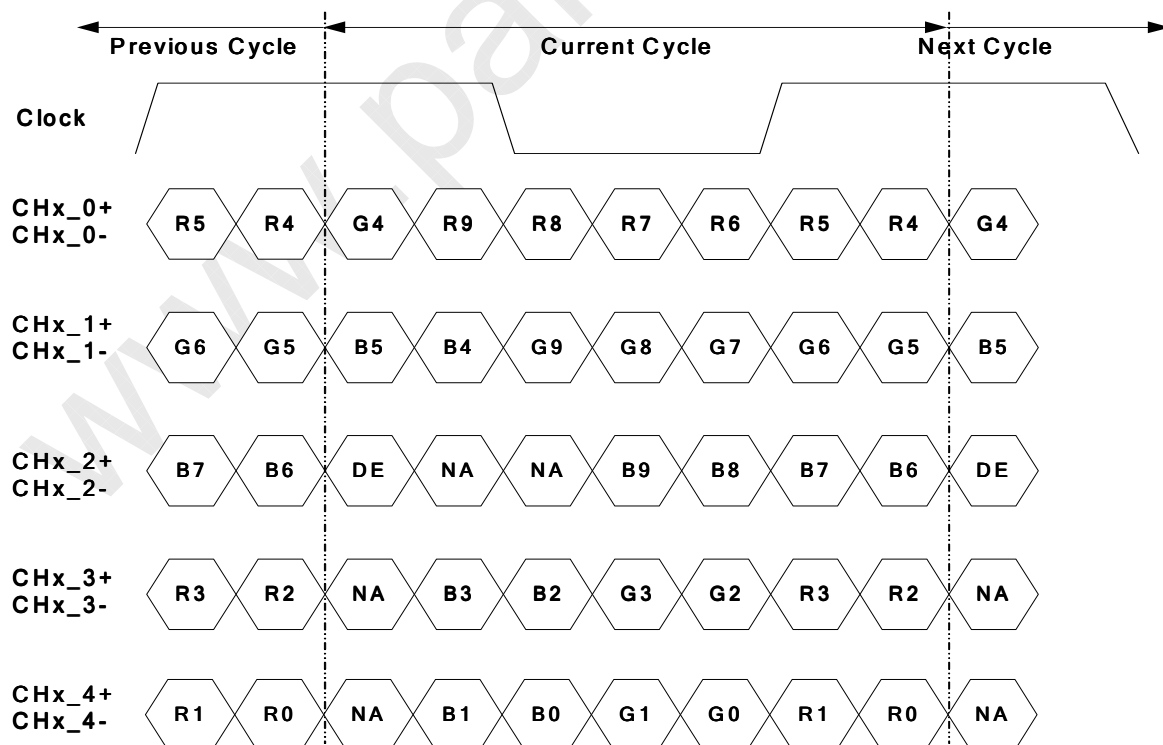 Previous Cycle Current Cycle Next Cycle
Clock
CHx_0+
CHx_0-
R5 R4 G4 R9 R8 R7 R6 R5 R4 G4
CHx_1+
CHx_1-
G6 G5 B5 B4 G9 G8 G7 G6 G5 B5
CHx_2+
CHx_2-
B7 B6 DE NA NA B9 B8 B7 B6 DE
CHx_3+
CHx_3-
R3 R2 NA B3 B2 G3 G2 R3 R2 NA
CHx_4+
CHx_4-
R1 R0 NA B1 B0 G1 G0 R1 R0 NA
www.pa